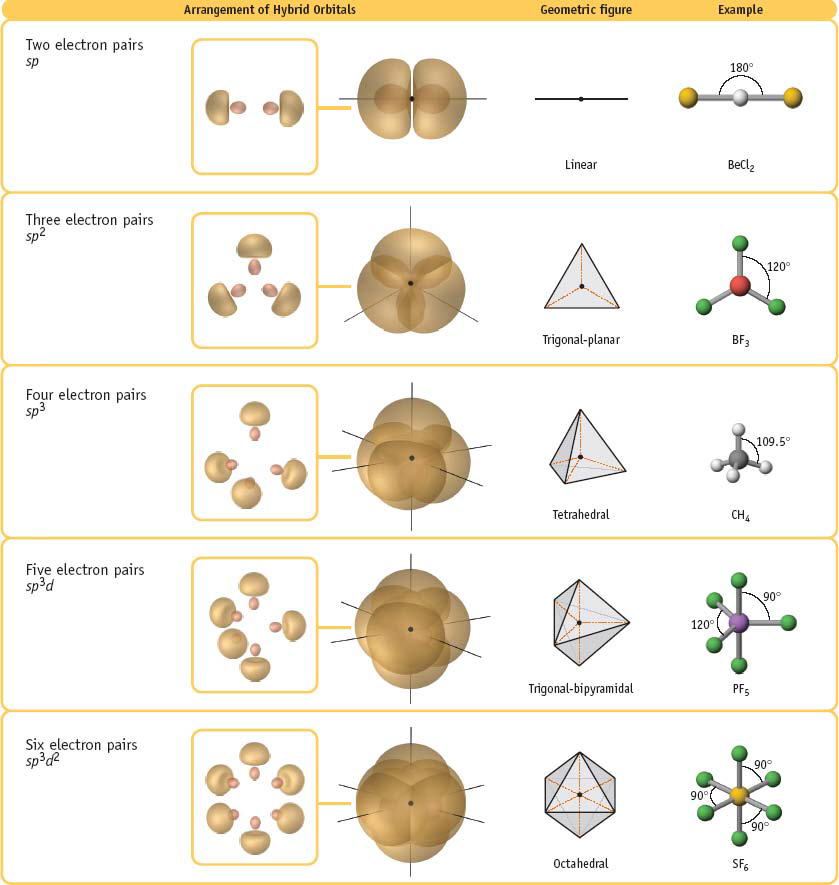 Arrangement of Hybrid Orbitals Geometric figure Example
Two electron pairs
sp
180°
Linear
BeCl₂
Three electron pairs
sp²
120°
Trigonal-planar
BF₃
Four electron pairs
sp³
109.5°
Tetrahedral
CH₄
Five electron pairs
sp³d
90°
120°
Trigonal-bipyramidal
PF₅
Six electron pairs
sp³d²
90°
90°
90°
Octahedral
SF₆